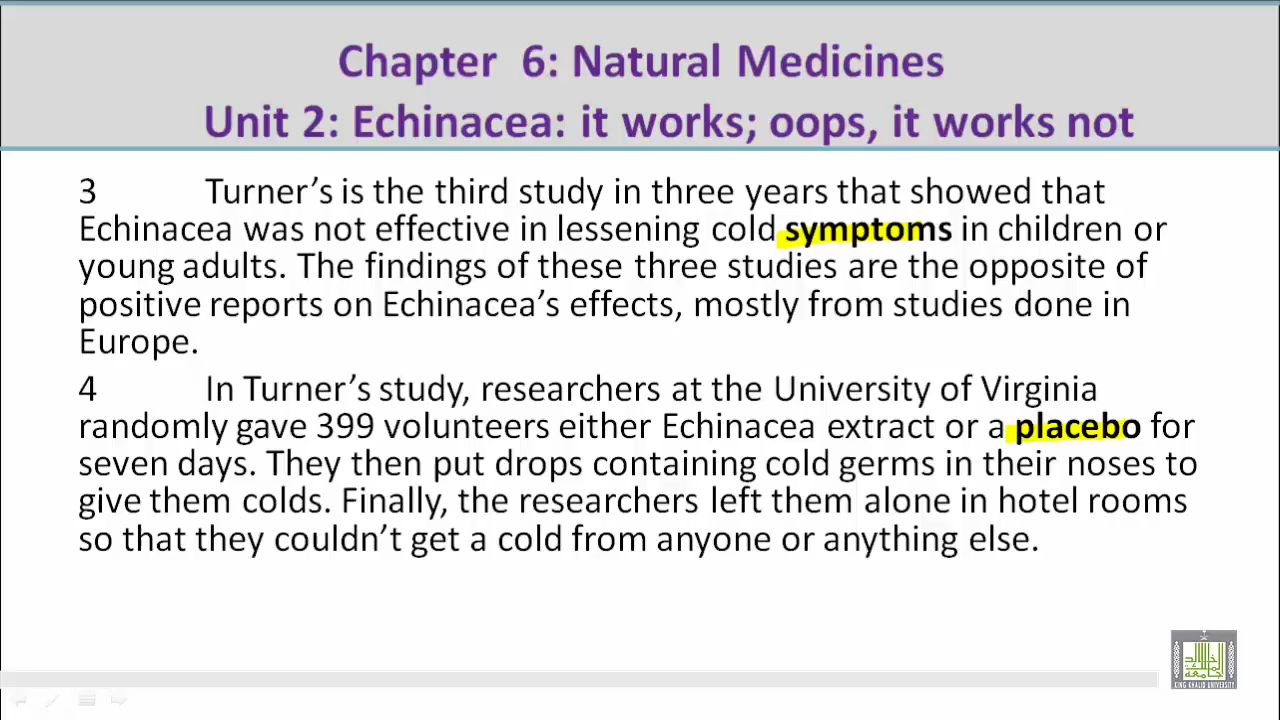 Chapter 6: Natural Medicines
Unit 2: Echinacea: it works; oops, it works not
3 Turner’s is the third study in three years that showed that
Echinacea was not effective in lessening cold symptoms in children or
young adults. The findings of these three studies are the opposite of
positive reports on Echinacea’s effects, mostly from studies done in
Europe.
4 In Turner’s study, researchers at the University of Virginia
randomly gave 399 volunteers either Echinacea extract or a placebo for
seven days. They then put drops containing cold germs in their noses to
give them colds. Finally, the researchers left them alone in hotel rooms
so that they couldn’t get a cold from anyone or anything else.
KING KHALID UNIVERSITY